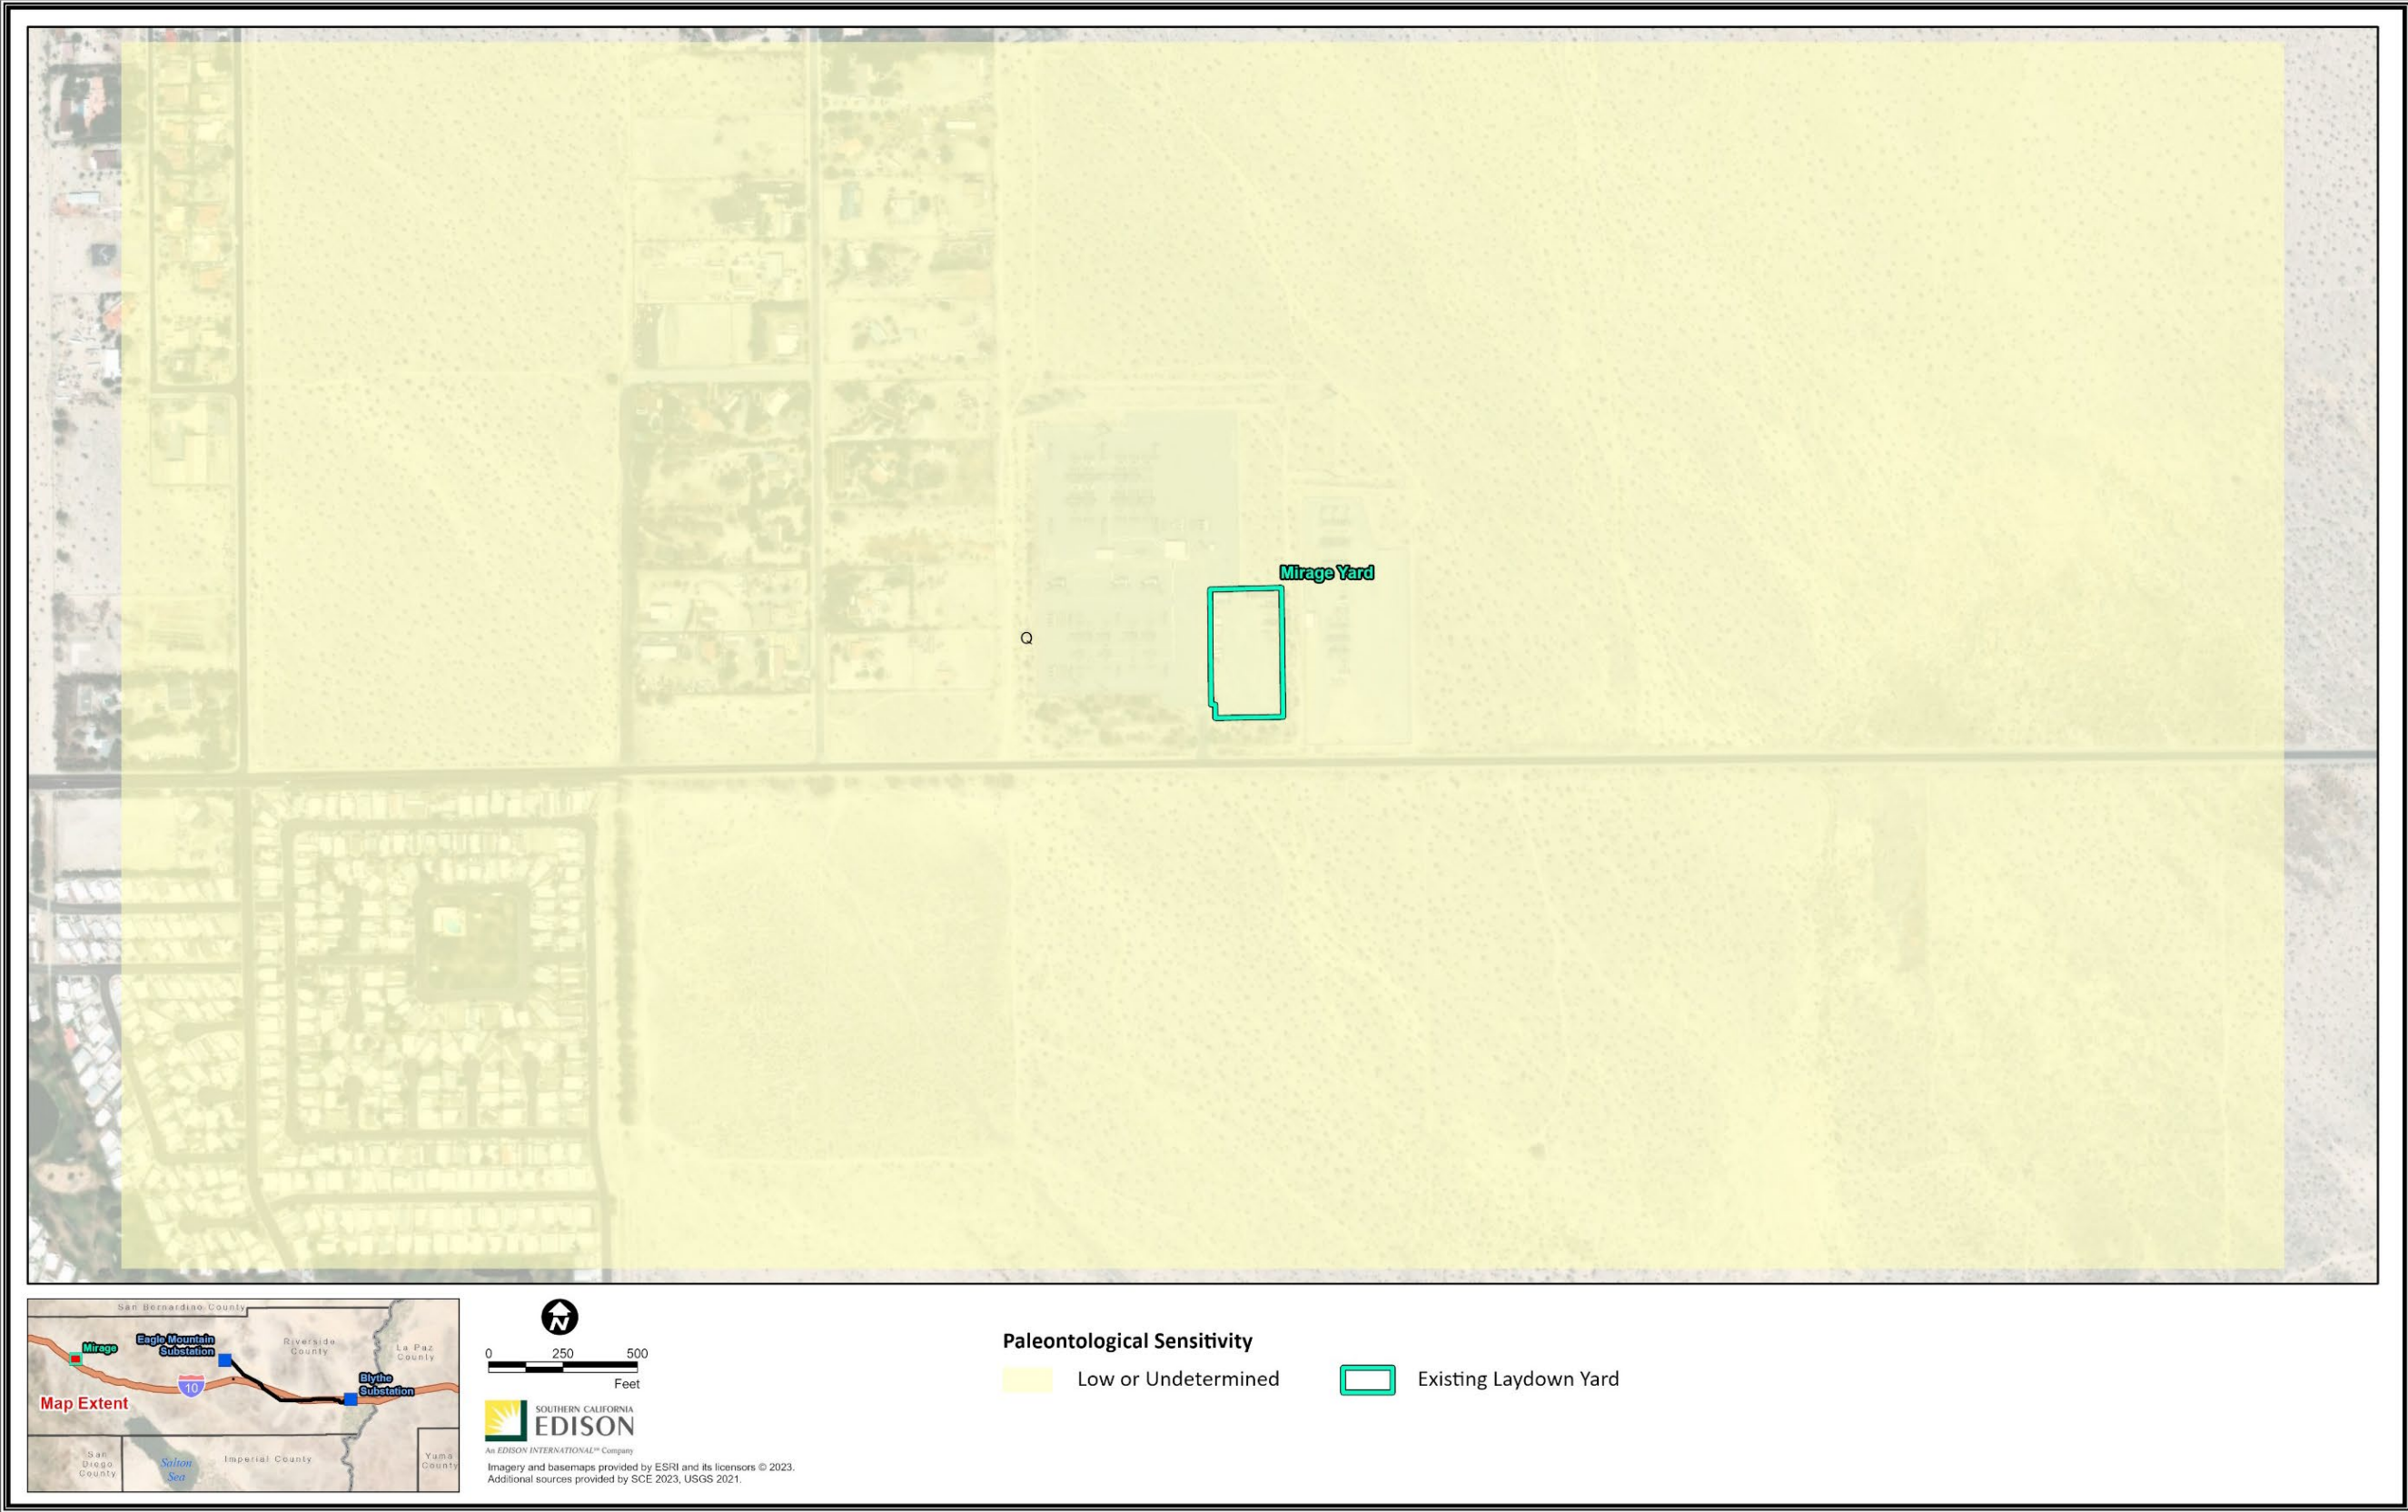 Mirage Yard
Q
San Bernardino County
Mirage
Eagle Mountain
Substation
Riverside
County
La Paz
County
10
Blythe
Substation
Map Extent
San
Diego
County
Salton
Sea
Imperial County
Yuma
County
N
0 250 500
Feet
SOUTHERN CALIFORNIA
EDISON
An EDISON INTERNATIONAL℠ Company
Imagery and basemaps provided by ESRI and its licensors © 2023.
Additional sources provided by SCE 2023, USGS 2021.
Paleontological Sensitivity
Low or Undetermined
Existing Laydown Yard